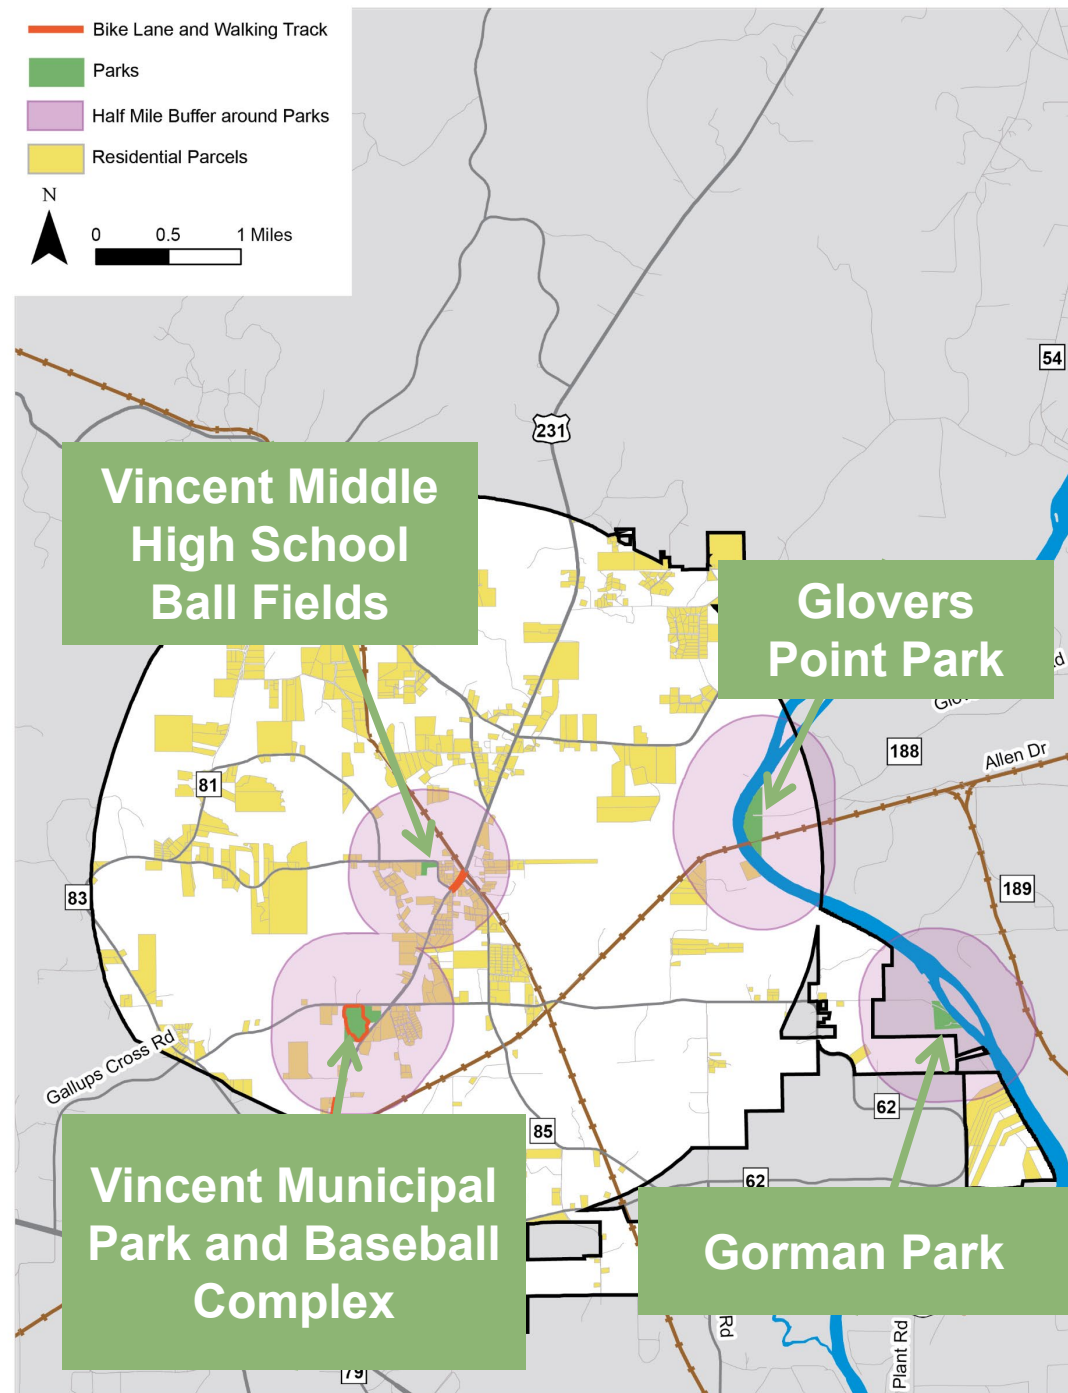 Bike Lane and Walking Track
Parks
Half Mile Buffer around Parks
Residential Parcels
N
0 0.5 1 Miles
54
231
Vincent Middle
High School
Ball Fields
Glovers
Point Park
188
Allen Dr
81
83
189
Gallups Cross Rd
62
85
62
Vincent Municipal
Park and Baseball
Complex
Gorman Park
Rd
Plant Rd
79